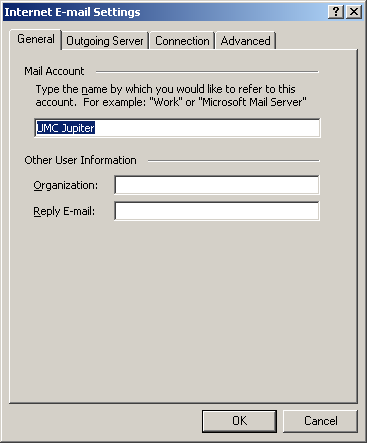 Internet E-mail Settings
General
Outgoing Server
Connection
Advanced
Mail Account
Type the name by which you would like to refer to this
account. For example: "Work" or "Microsoft Mail Server"
UMC Jupiter
Other User Information
Organization:
Reply E-mail:
OK
Cancel